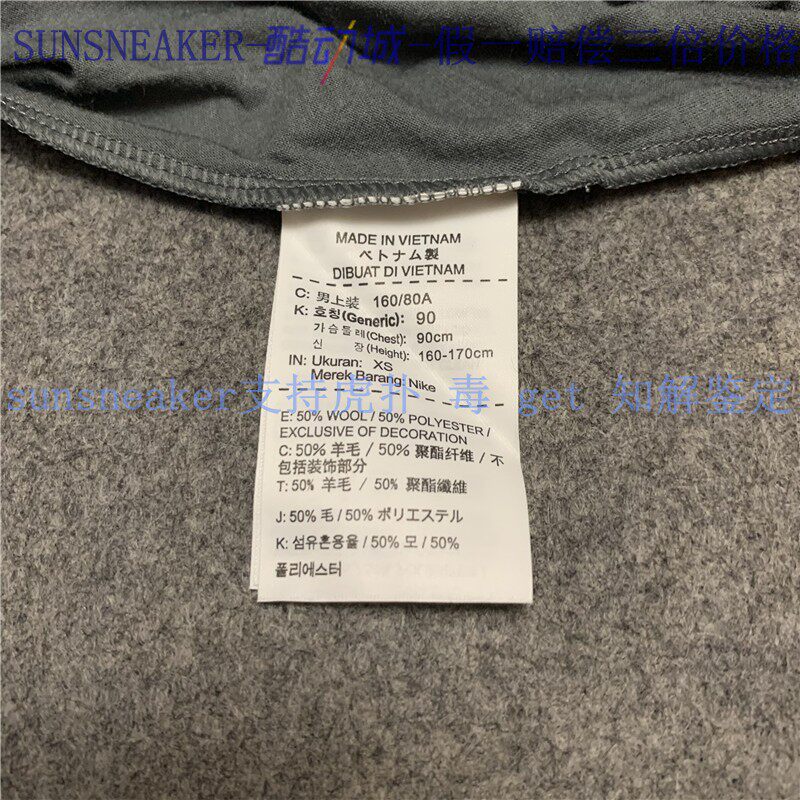 SUNSNEAKER-酷动城-假一赔偿三倍价格
MADE IN VIETNAM
ベトナム製
DIBUAT DI VIETNAM
C: 男上装 160/80A
K: 호칭(Generic): 90
가슴둘레(Chest): 90cm
신 장(Height): 160-170cm
IN: Ukuran: XS
Merek Barang: Nike
sunsneaker支持虎扑 毒 get 知解鉴定
E: 50% WOOL / 50% POLYESTER /
EXCLUSIVE OF DECORATION
C: 50% 羊毛 / 50% 聚酯纤维 / 不
包括装饰部分
T: 50% 羊毛 / 50% 聚酯纖維
J: 50% 毛 / 50% ポリエステル
K: 섬유혼용율 / 50% 모 / 50%
폴리에스터